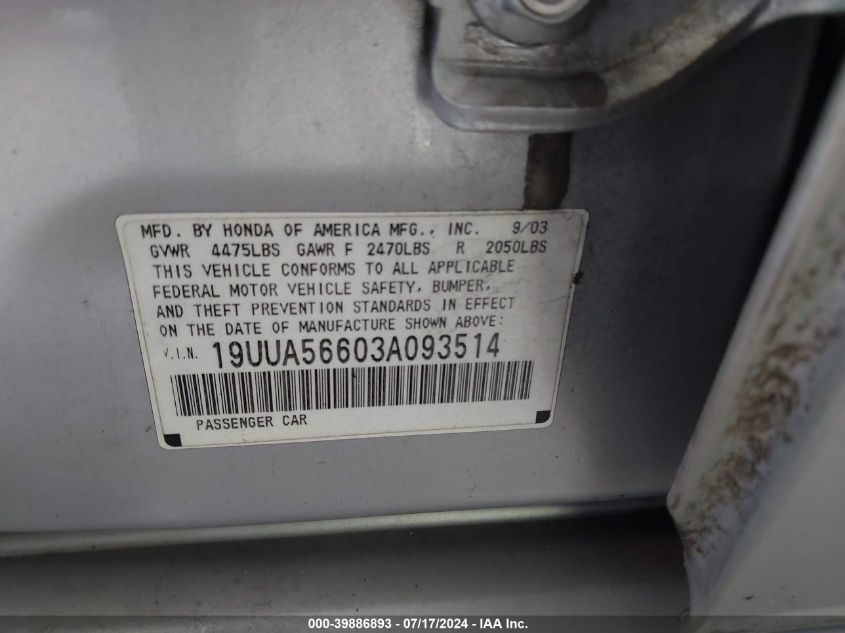 MFD. BY HONDA OF AMERICA MFG., INC. 9/03
GVWR 4475LBS GAWR F 2470LBS R 2050LBS
THIS VEHICLE CONFORMS TO ALL APPLICABLE
FEDERAL MOTOR VEHICLE SAFETY, BUMPER,
AND THEFT PREVENTION STANDARDS IN EFFECT
ON THE DATE OF MANUFACTURE SHOWN ABOVE:
V.I.N. 19UUA56603A093514
PASSENGER CAR
000-39886893 / 07/17/2024 - IAA Inc.